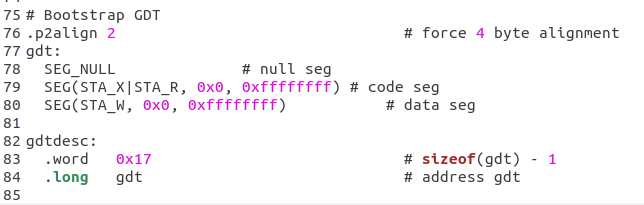 75 # Bootstrap GDT
76 .p2align 2                                # force 4 byte alignment
77 gdt:
78   SEG_NULL              # null seg
79   SEG(STA_X|STA_R, 0x0, 0xffffffff) # code seg
80   SEG(STA_W, 0x0, 0xffffffff)           # data seg
81
82 gdtdesc:
83   .word   0x17                            # sizeof(gdt) - 1
84   .long   gdt                             # address gdt
85